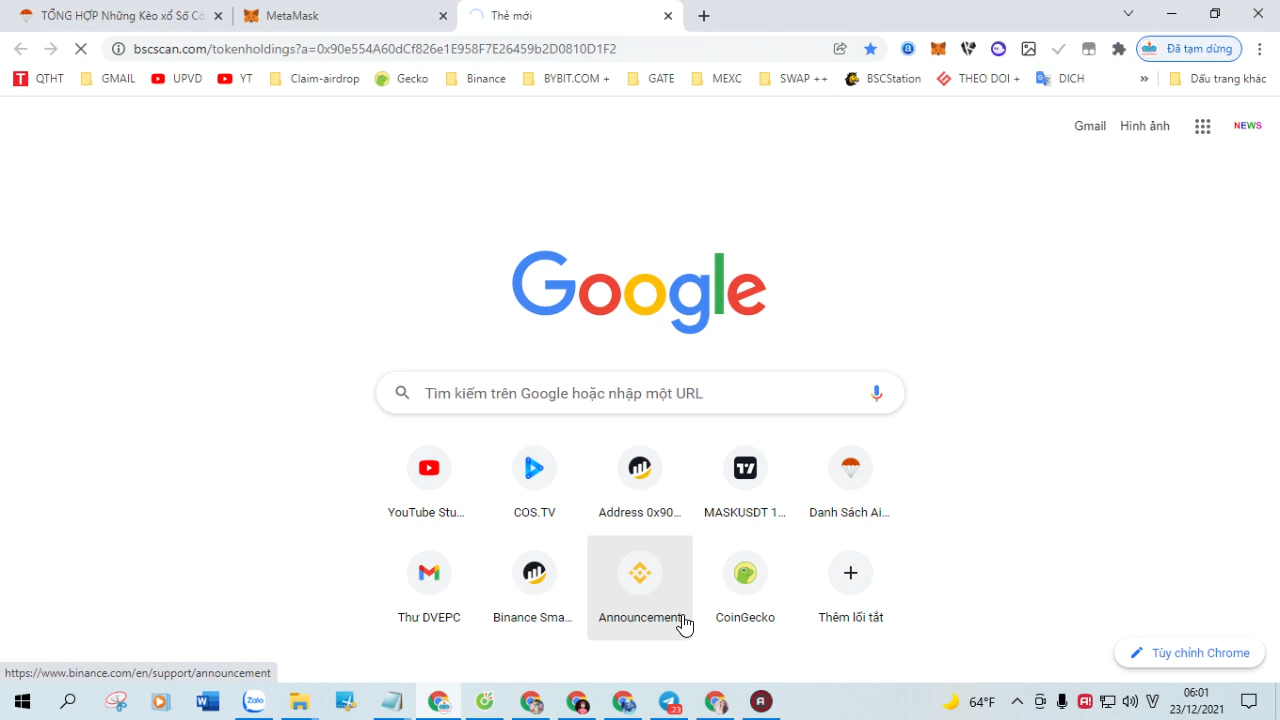 TỔNG HỢP Những Kèo xổ Số Cơ
MetaMask
Thẻ mới
bscscan.com/tokenholdings?a=0x90e554A60dCf826e1E958F7E26459b2D0810D1F2
Đã tạm dừng
QTHT
GMAIL
UPVD
YT
Claim-airdrop
Gecko
Binance
BYBIT.COM +
GATE
MEXC
SWAP ++
BSCStation
THEO DOI +
DICH
»
Dấu trang khác
Gmail
Hình ảnh
NEWS
Google
Tìm kiếm trên Google hoặc nhập một URL
YouTube Stu...
COS.TV
Address 0x90...
MASKUSDT 1...
Danh Sách Ai...
Thư DVEPC
Binance Sma...
Announcement
CoinGecko
Thêm lối tắt
Tùy chỉnh Chrome
https://www.binance.com/en/support/announcement
Zalo
23
64°F
06:01
23/12/2021